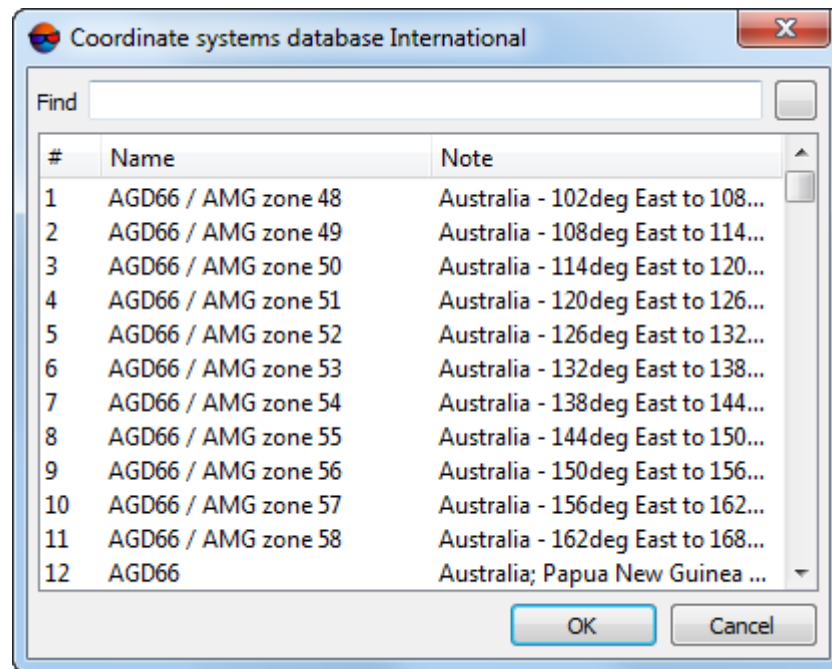 Coordinate systems database International
Find
# Name Note
1 AGD66 / AMG zone 48 Australia - 102deg East to 108...
2 AGD66 / AMG zone 49 Australia - 108deg East to 114...
3 AGD66 / AMG zone 50 Australia - 114deg East to 120...
4 AGD66 / AMG zone 51 Australia - 120deg East to 126...
5 AGD66 / AMG zone 52 Australia - 126deg East to 132...
6 AGD66 / AMG zone 53 Australia - 132deg East to 138...
7 AGD66 / AMG zone 54 Australia - 138deg East to 144...
8 AGD66 / AMG zone 55 Australia - 144deg East to 150...
9 AGD66 / AMG zone 56 Australia - 150deg East to 156...
10 AGD66 / AMG zone 57 Australia - 156deg East to 162...
11 AGD66 / AMG zone 58 Australia - 162deg East to 168...
12 AGD66 Australia; Papua New Guinea ...
OK Cancel